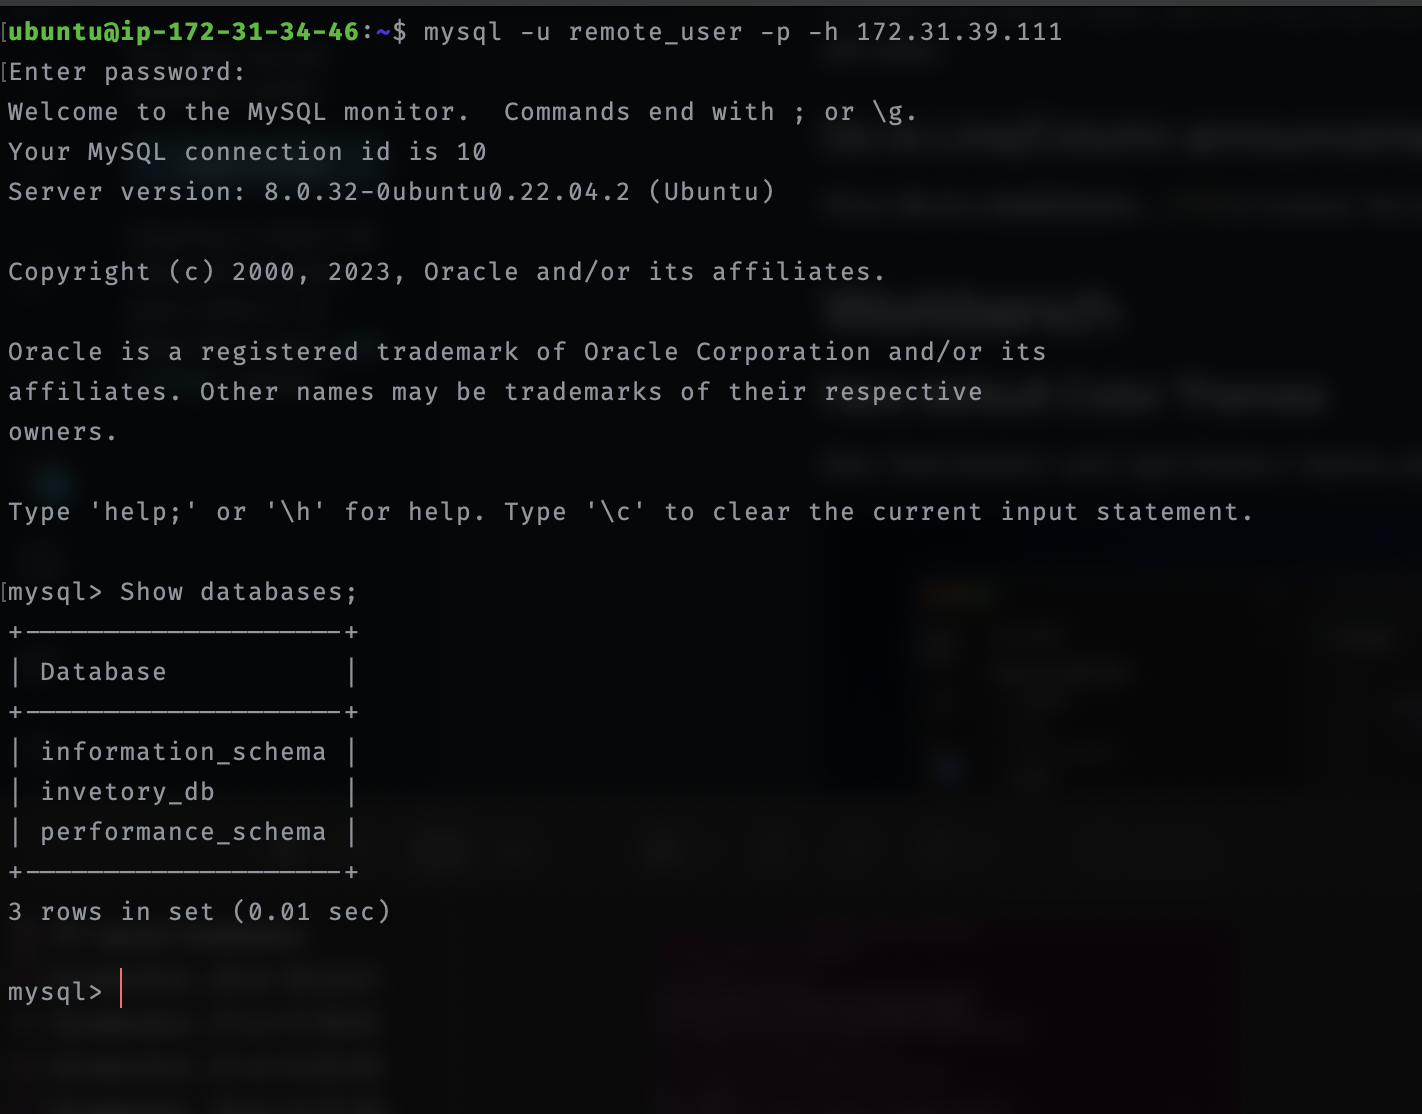 ubuntu@ip-172-31-34-46:~$ mysql -u remote_user -p -h 172.31.39.111
Enter password:
Welcome to the MySQL monitor.  Commands end with ; or \g.
Your MySQL connection id is 10
Server version: 8.0.32-0ubuntu0.22.04.2 (Ubuntu)

Copyright (c) 2000, 2023, Oracle and/or its affiliates.

Oracle is a registered trademark of Oracle Corporation and/or its
affiliates. Other names may be trademarks of their respective
owners.

Type 'help;' or '\h' for help. Type '\c' to clear the current input statement.

mysql> Show databases;
+--------------------+
| Database           |
+--------------------+
| information_schema |
| invetory_db        |
| performance_schema |
+--------------------+
3 rows in set (0.01 sec)

mysql>